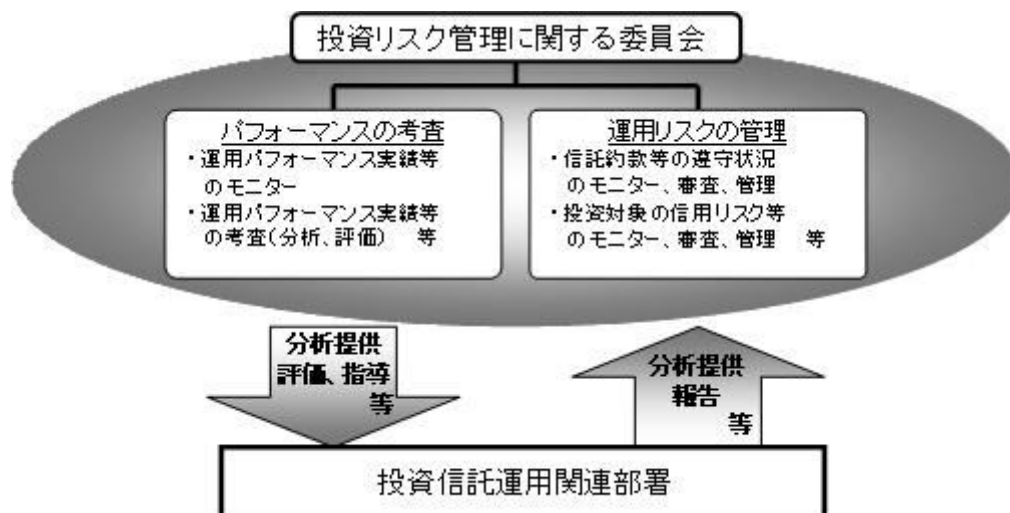 投資リスク管理に関する委員会
パフォーマンスの考査
・運用パフォーマンス実績等
のモニター
・運用パフォーマンス実績等
の考査(分析、評価) 等
運用リスクの管理
・信託約款等の遵守状況
のモニター、審査、管理
・投資対象の信用リスク等
のモニター、審査、管理 等
分析提供
評価、指導
等
分析提供
報告
等
投資信託運用関連部署